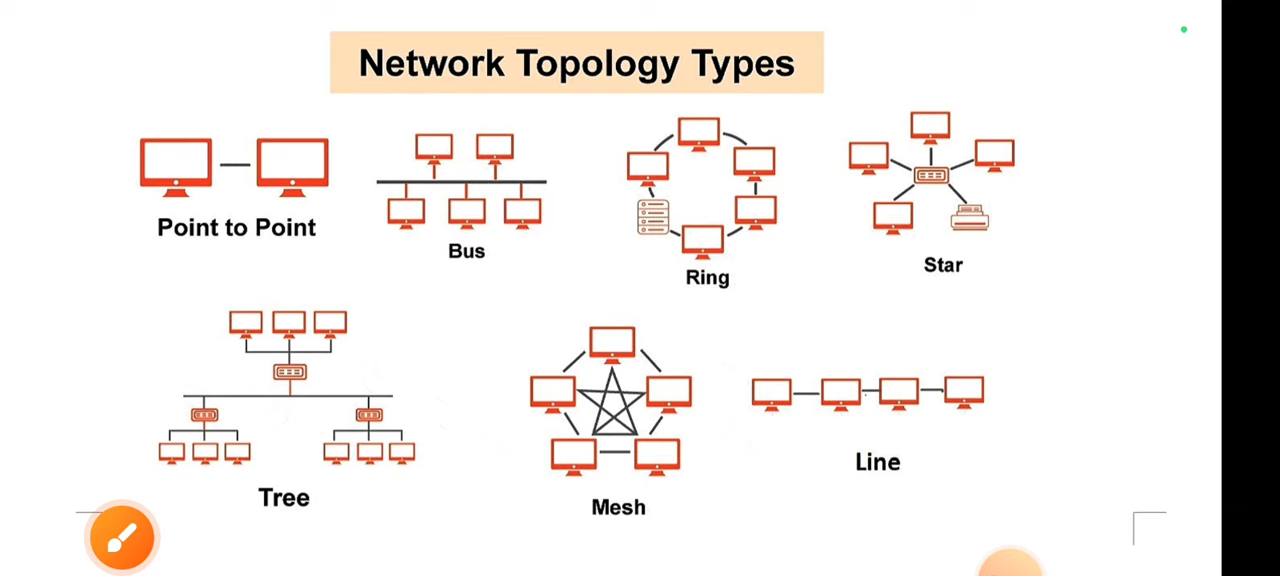 Network Topology Types
Point to Point
Bus
Ring
Star
Tree
Mesh
Line